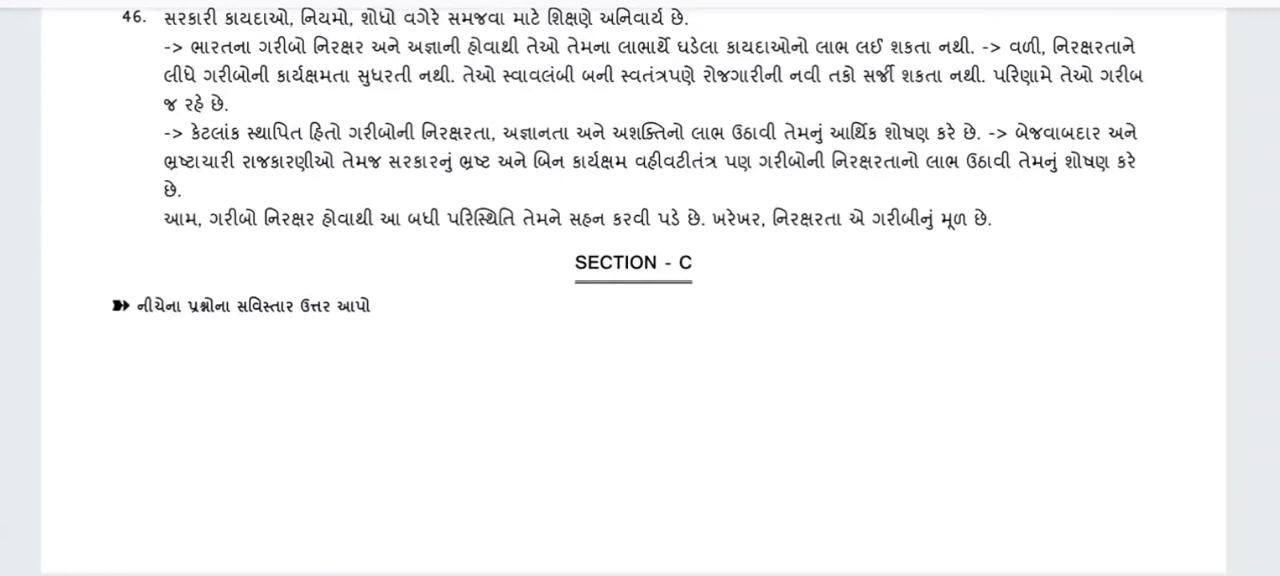 46. સરકારી કાયદાઓ, નિયમો, શોધો વગેરે સમજવા માટે શિક્ષણે અનિવાર્ય છે.
-> ભારતના ગરીબો નિરક્ષર અને અજ્ઞાની હોવાથી તેઓ તેમના લાભાર્થે ઘડેલા કાયદાઓનો લાભ લઈ શકતા નથી. -> વળી, નિરક્ષરતાને
લીધે ગરીબોની કાર્યક્ષમતા સુધરતી નથી. તેઓ સ્વાવલંબી બની સ્વતંત્રપણે રોજગારીની નવી તકો સર્જી શકતા નથી. પરિણામે તેઓ ગરીબ
જ રહે છે.
-> કેટલાંક સ્થાપિત હિતો ગરીબોની નિરક્ષરતા, અજ્ઞાનતા અને અશક્તિનો લાભ ઉઠાવી તેમનું આર્થિક શોષણ કરે છે. -> બેજવાબદાર અને
ભ્રષ્ટાચારી રાજકારણીઓ તેમજ સરકારનું ભ્રષ્ટ અને બિન કાર્યક્ષમ વહીવટીતંત્ર પણ ગરીબોની નિરક્ષરતાનો લાભ ઉઠાવી તેમનું શોષણ કરે
છે.
આમ, ગરીબો નિરક્ષર હોવાથી આ બધી પરિસ્થિતિ તેમને સહન કરવી પડે છે. ખરેખર, નિરક્ષરતા એ ગરીબીનું મૂળ છે.
SECTION - C
નીચેના પ્રશ્નોના સવિસ્તાર ઉત્તર આપો